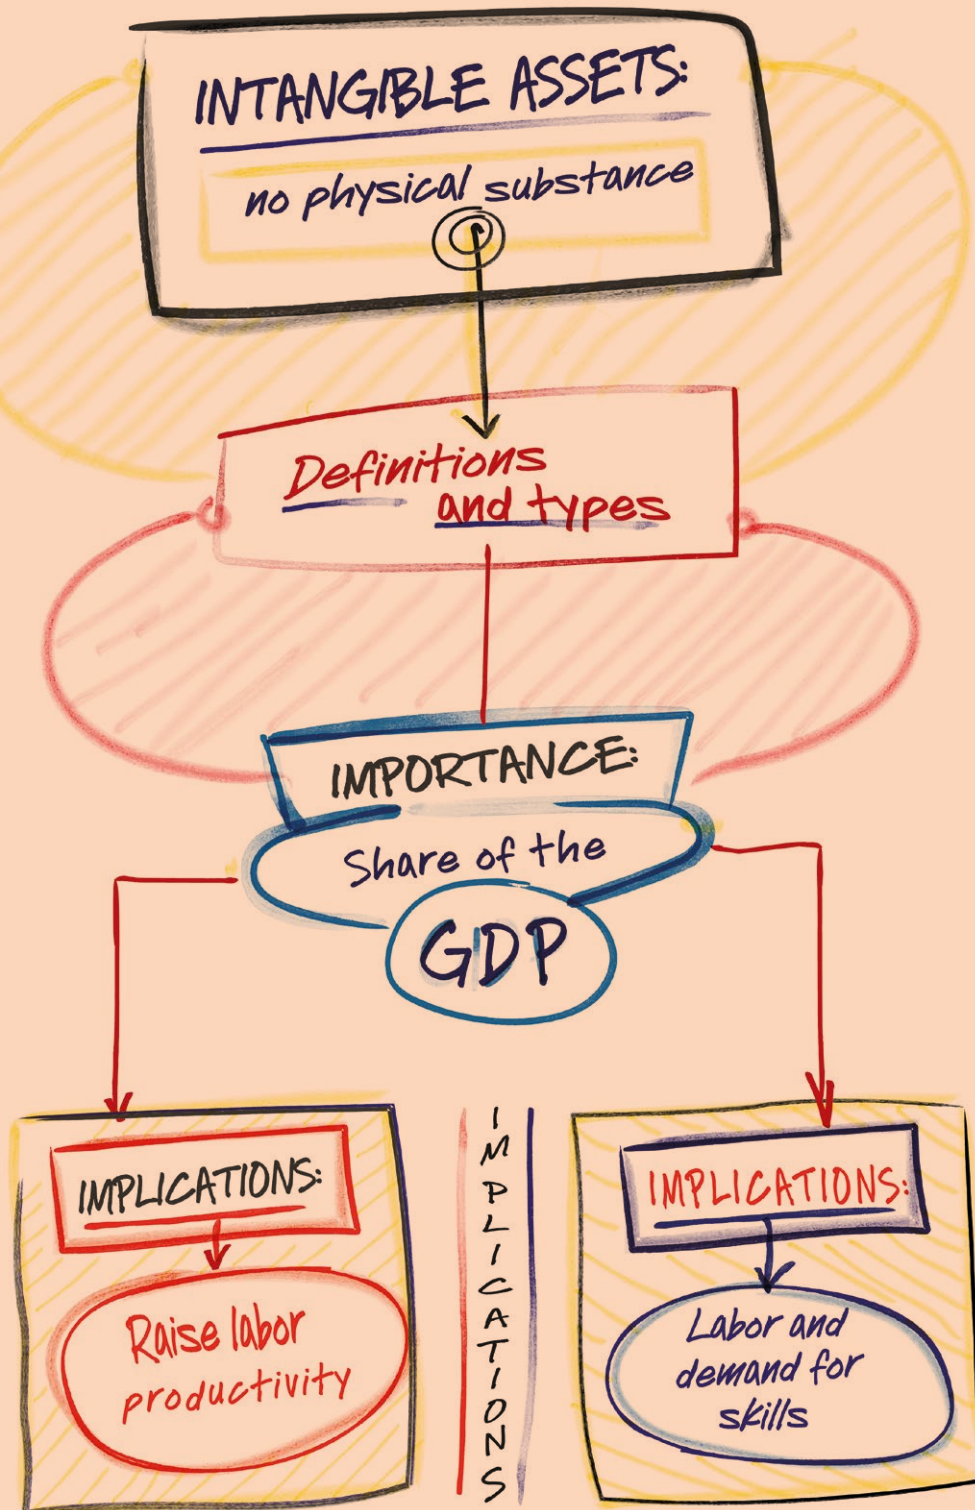 INTANGIBLE ASSETS:
no physical substance
Definitions
and types
IMPORTANCE:
Share of the
GDP
IMPLICATIONS:
Raise labor
productivity
IMPLICATIONS
IMPLICATIONS:
Labor and
demand for
skills